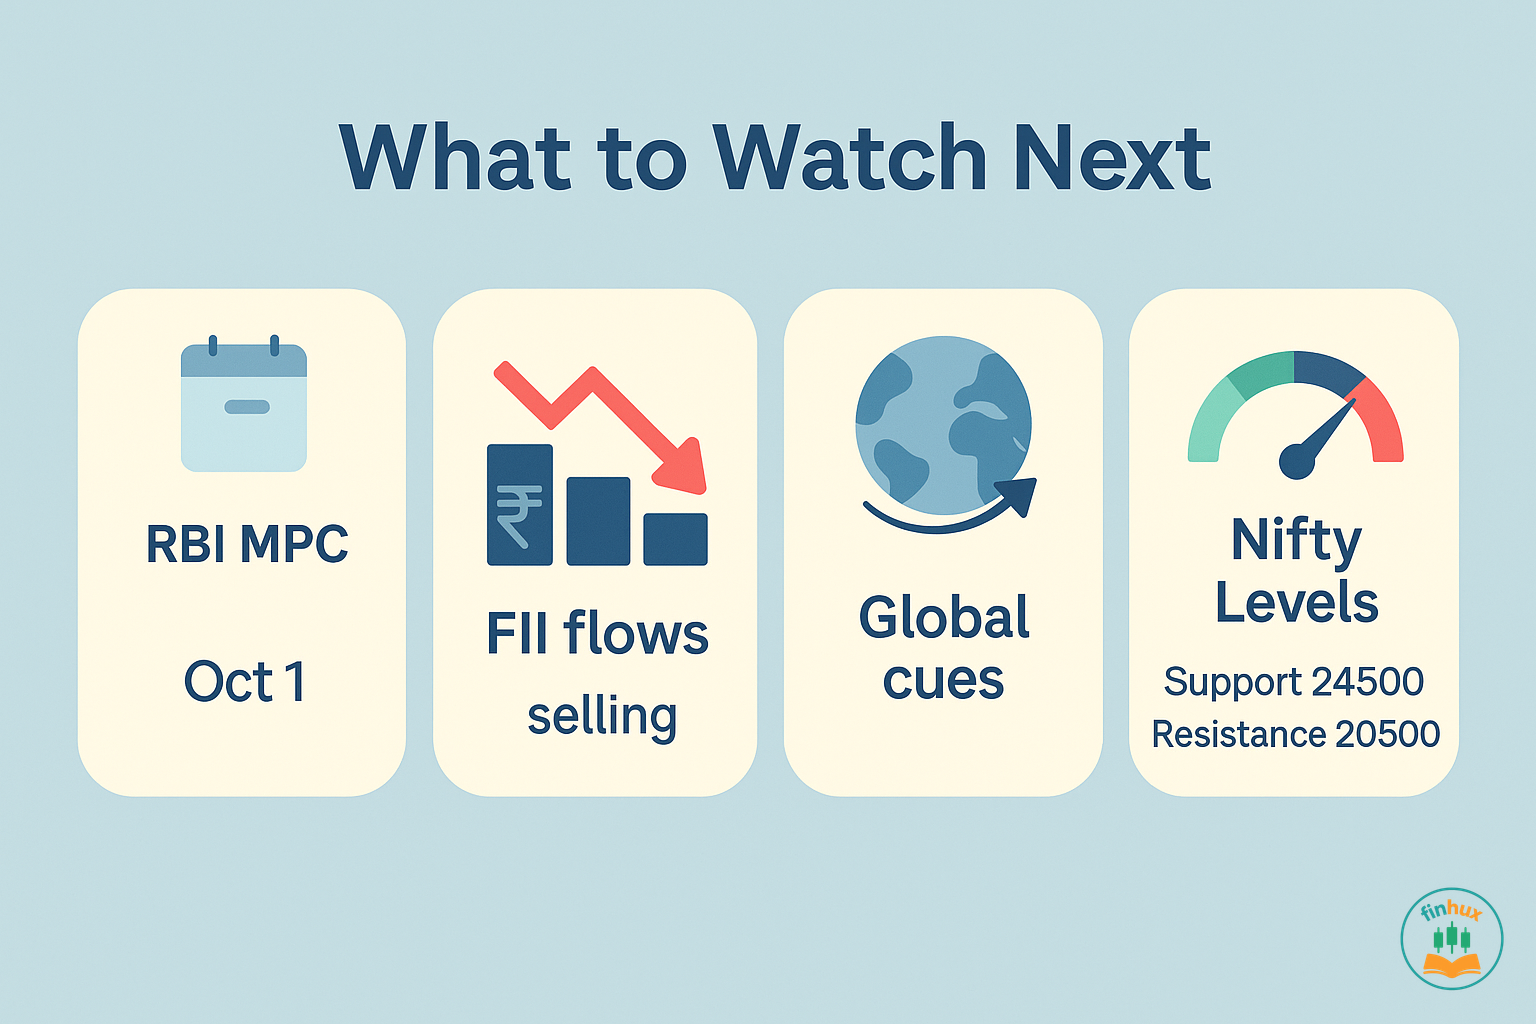 What to Watch Next
RBI MPC
Oct 1
₹
FII flows
selling
Global
cues
Nifty
Levels
Support 24500
Resistance 20500
finhux